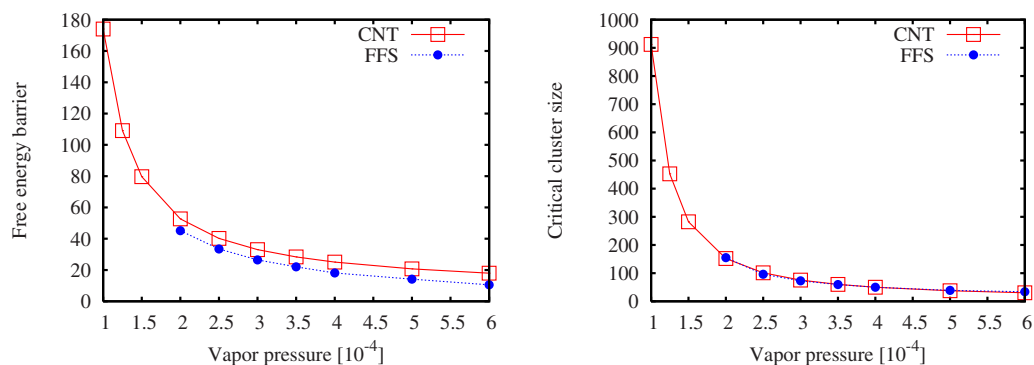 180
160
140
120
100
80
60
40
20
0
Free energy barrier
CNT
FFS
1 1.5 2 2.5 3 3.5 4 4.5 5 5.5 6
Vapor pressure [10^-4]
1000
900
800
700
600
500
400
300
200
100
0
Critical cluster size
CNT
FFS
1 1.5 2 2.5 3 3.5 4 4.5 5 5.5 6
Vapor pressure [10^-4]